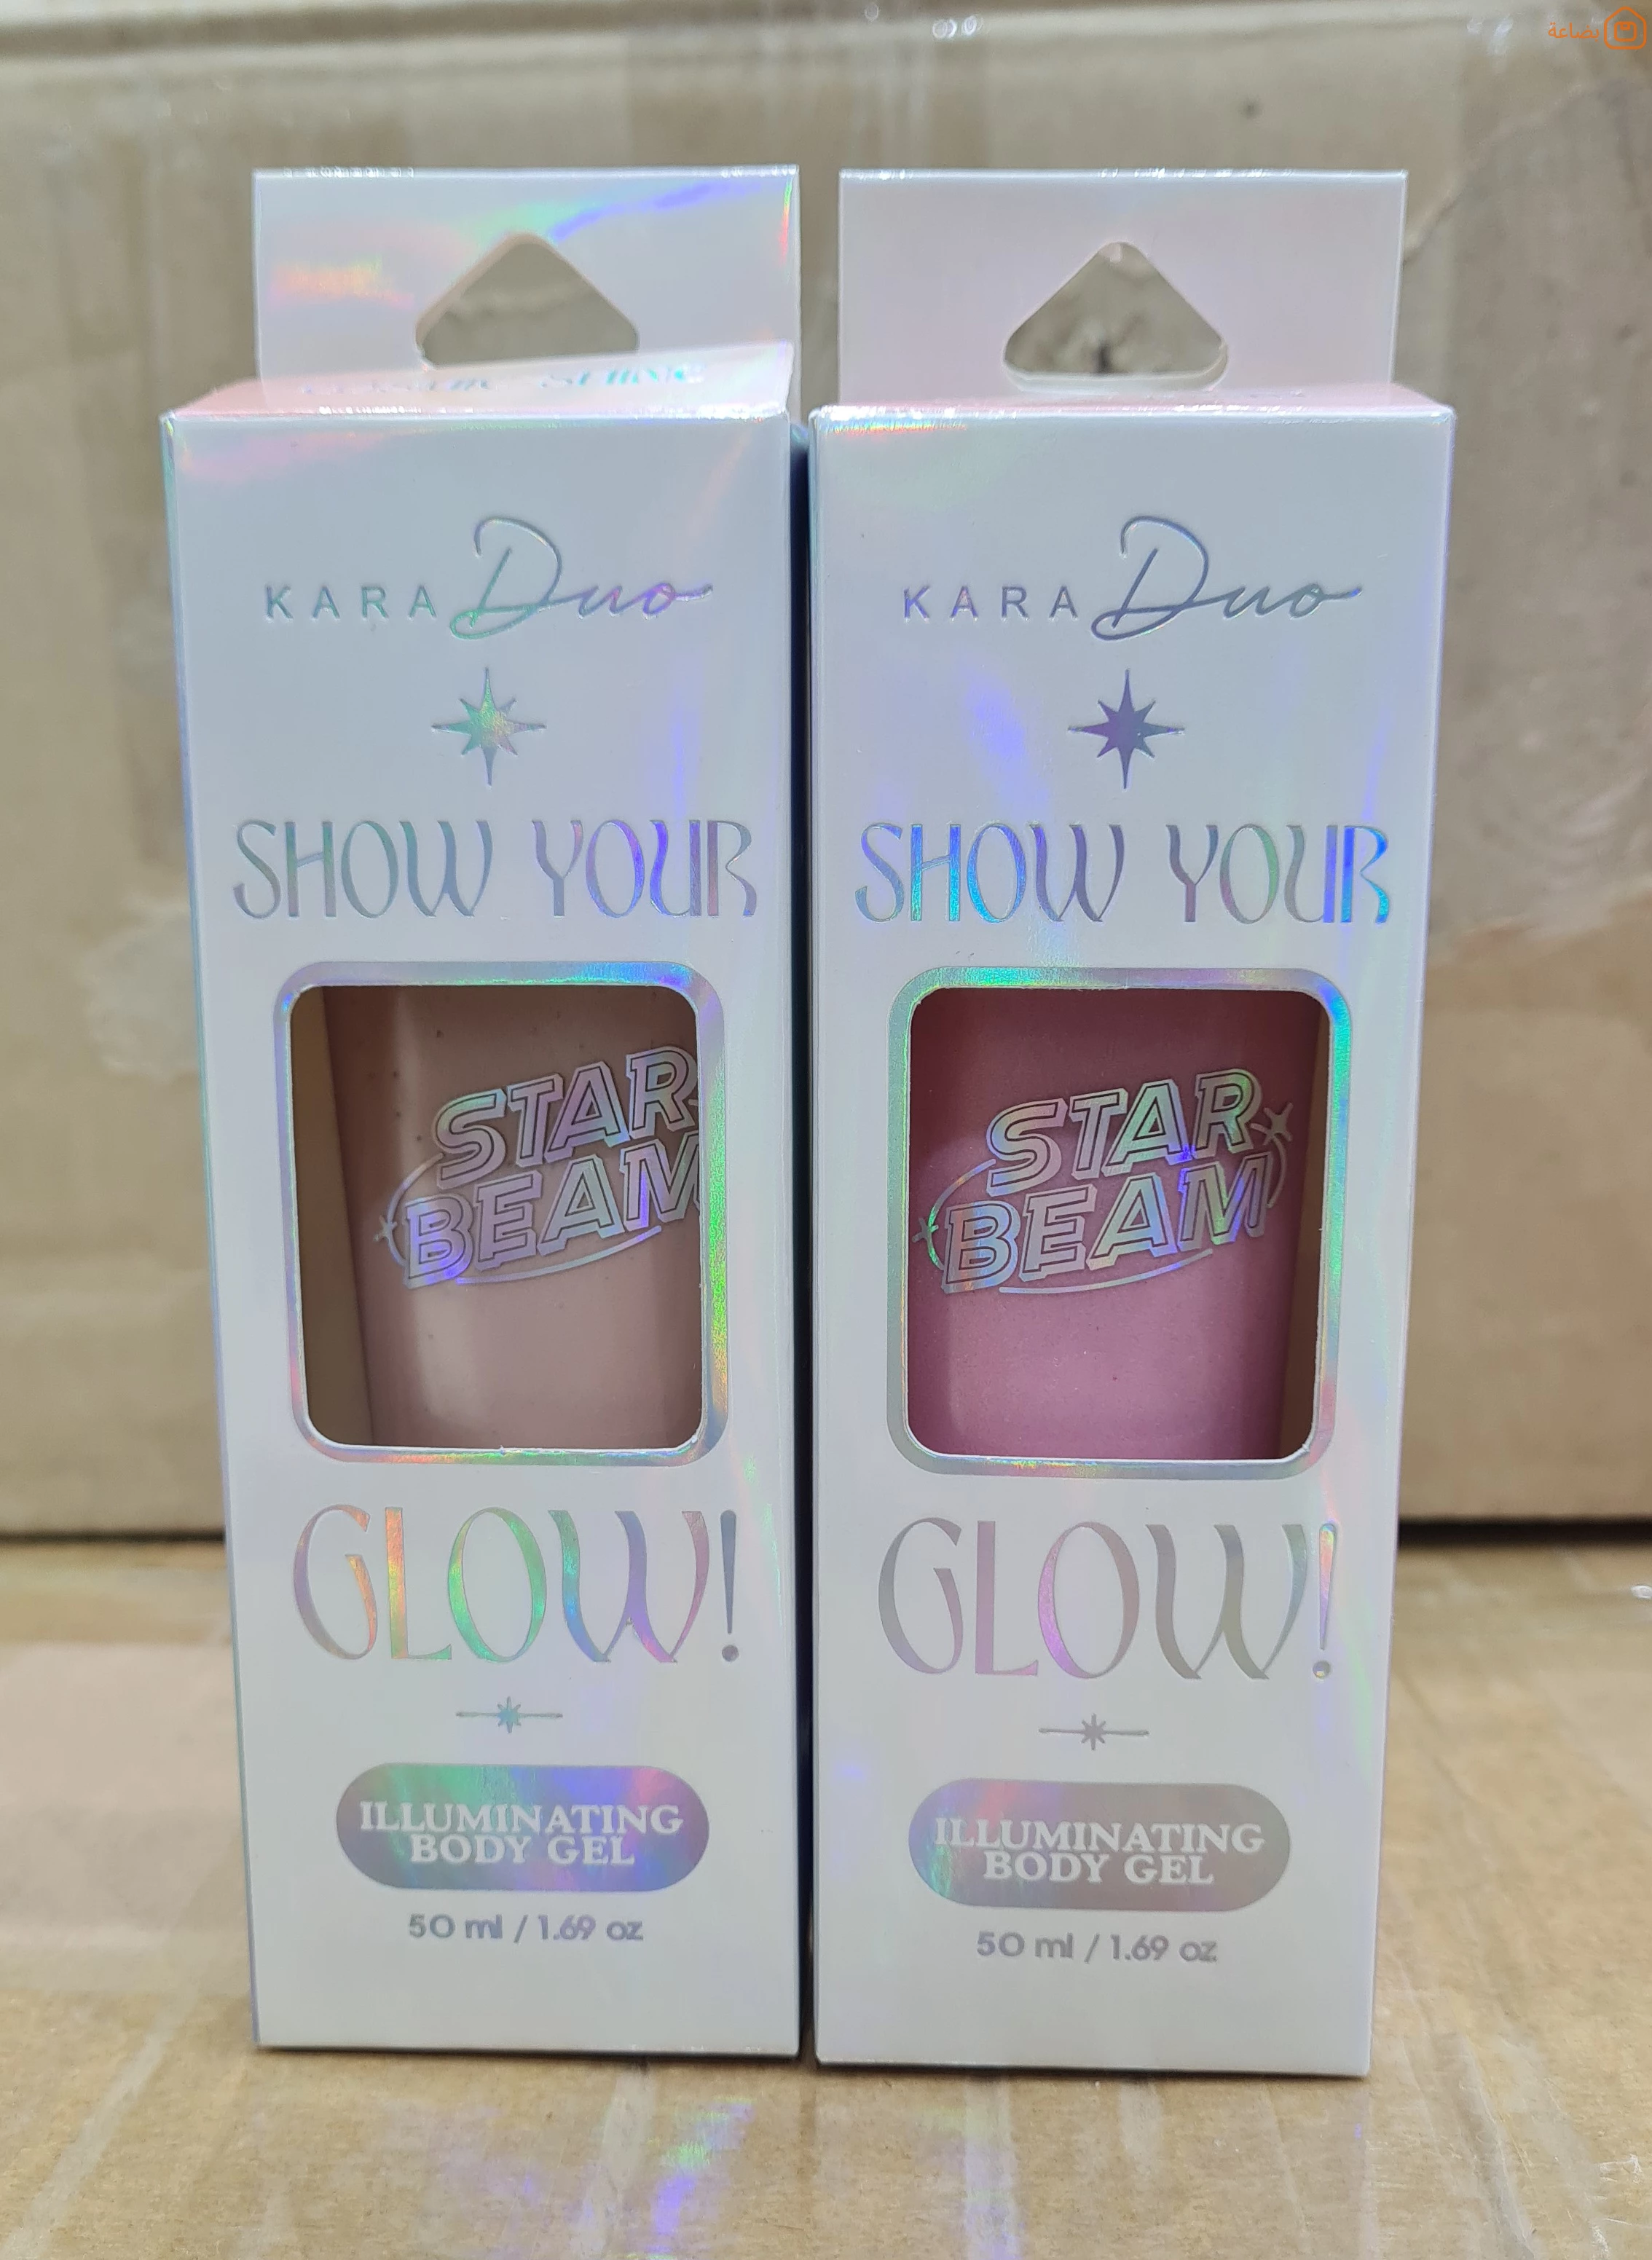 بضاعة
KARA Duo
SHOW YOUR
STAR
BEAM
GLOW!
ILLUMINATING
BODY GEL
50 ml / 1.69 oz
KARA Duo
SHOW YOUR
STAR
BEAM
GLOW!
ILLUMINATING
BODY GEL
50 ml / 1.69 oz